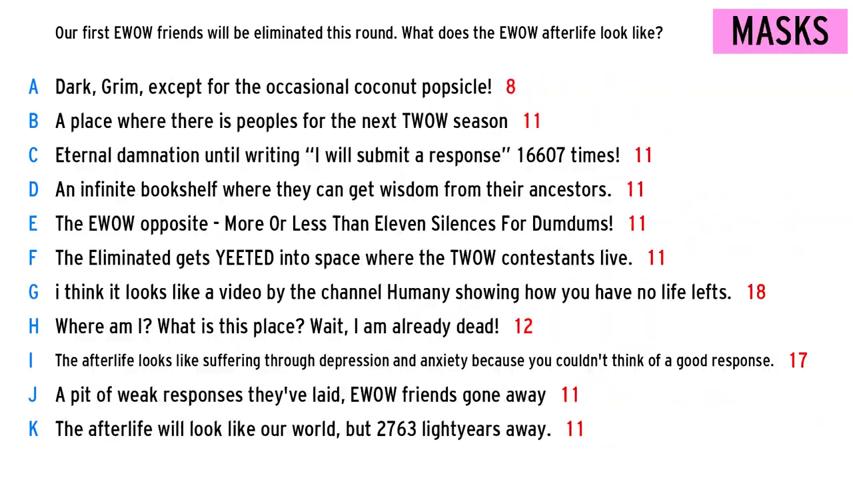 Our first EWOW friends will be eliminated this round. What does the EWOW afterlife look like?
MASKS
A Dark, Grim, except for the occasional coconut popsicle! 8
B A place where there is peoples for the next TWOW season 11
C Eternal damnation until writing “I will submit a response” 16607 times! 11
D An infinite bookshelf where they can get wisdom from their ancestors. 11
E The EWOW opposite - More Or Less Than Eleven Silences For Dumdums! 11
F The Eliminated gets YEETED into space where the TWOW contestants live. 11
G i think it looks like a video by the channel Humany showing how you have no life lefts. 18
H Where am I? What is this place? Wait, I am already dead! 12
I The afterlife looks like suffering through depression and anxiety because you couldn't think of a good response. 17
J A pit of weak responses they've laid, EWOW friends gone away 11
K The afterlife will look like our world, but 2763 lightyears away. 11